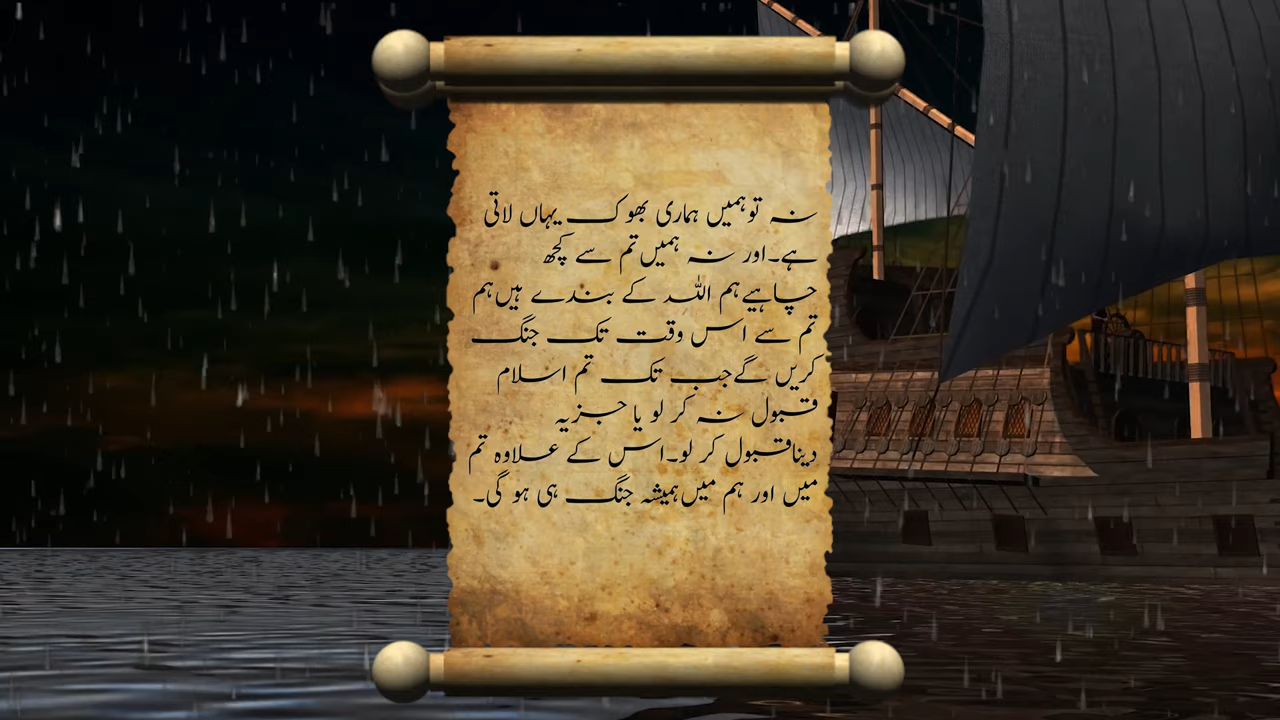 نہ تو ہمیں ہماری بھوک یہاں لاتی
ہے۔اور نہ ہمیں تم سے کچھ
چاہیے ہم اللہ کے بندے ہیں ہم
تم سے اس وقت تک جنگ
کریں گے جب تک تم اسلام
قبول نہ کر لو یا جزیہ
دینا قبول کر لو۔اس کے علاوہ تم
میں اور ہم میں ہمیشہ جنگ ہی ہو گی۔